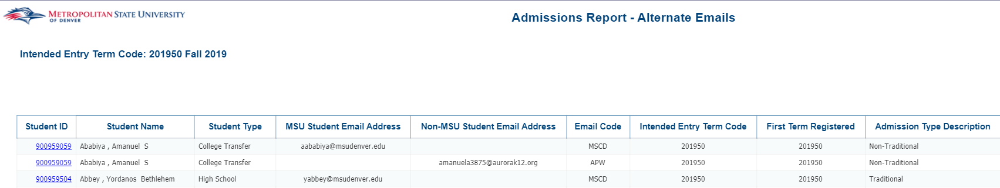 METROPOLITAN STATE UNIVERSITY
OF DENVER
Admissions Report - Alternate Emails
Intended Entry Term Code: 201950 Fall 2019
Student ID Student Name Student Type MSU Student Email Address Non-MSU Student Email Address Email Code Intended Entry Term Code First Term Registered Admission Type Description
900959059 Ababiya , Amanuel S College Transfer aababiya@msudenver.edu MSCD 201950 201950 Non-Traditional
900959059 Ababiya , Amanuel S College Transfer amanuela3875@aurorak12.org APW 201950 201950 Non-Traditional
900959504 Abbey , Yordanos Bethlehem High School yabbey@msudenver.edu MSCD 201950 201950 Traditional